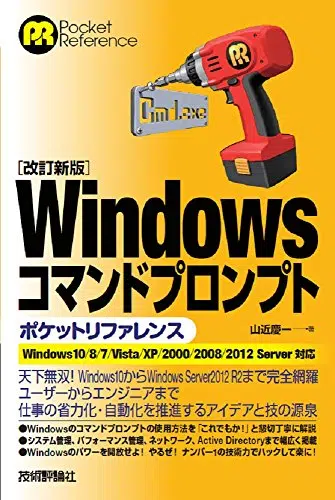 PR Pocket
Reference
PR
Cmd.exe
[改訂新版]
Windows
コマンドプロンプト
ポケットリファレンス
山近慶一 著
Windows10/8/7/Vista/XP/2000/2008/2012 Server 対応
天下無双! Windows10からWindows Server2012 R2まで完全網羅
ユーザーからエンジニアまで
仕事の省力化・自動化を推進するアイデアと技の源泉
●Windowsのコマンドプロンプトの使用方法を「これでもか!」と懇切丁寧に解説
●システム管理、パフォーマンス管理、ネットワーク、Active Directoryまで幅広く掲載
●Windowsのパワーを開放せよ! やるぜ! ナンバー1の技術力でハックして楽に!
技術評論社